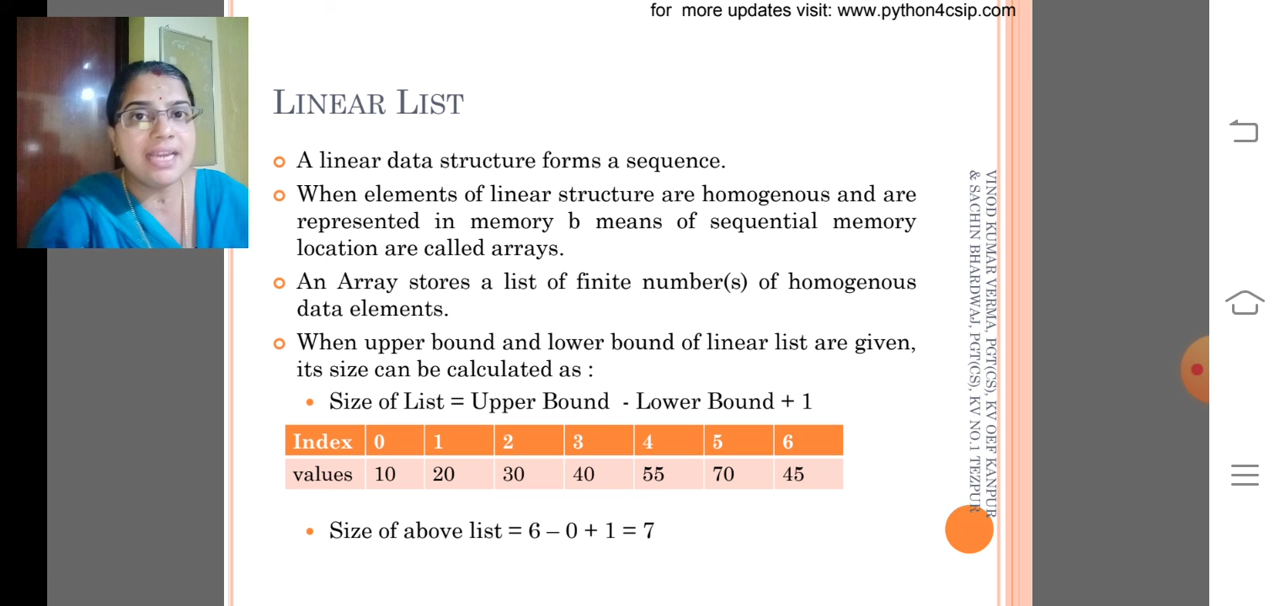 for more updates visit: www.python4csip.com
LINEAR LIST
A linear data structure forms a sequence.
When elements of linear structure are homogenous and are
represented in memory b means of sequential memory
location are called arrays.
An Array stores a list of finite number(s) of homogenous
data elements.
When upper bound and lower bound of linear list are given,
its size can be calculated as :
Size of List = Upper Bound - Lower Bound + 1
Index 0 1 2 3 4 5 6
values 10 20 30 40 55 70 45
Size of above list = 6 – 0 + 1 = 7
VINOD KUMAR VERMA, PGT(CS), KV OEF KANPUR
& SACHIN BHARDWAJ, PGT(CS), KV NO.1 TEZPUR